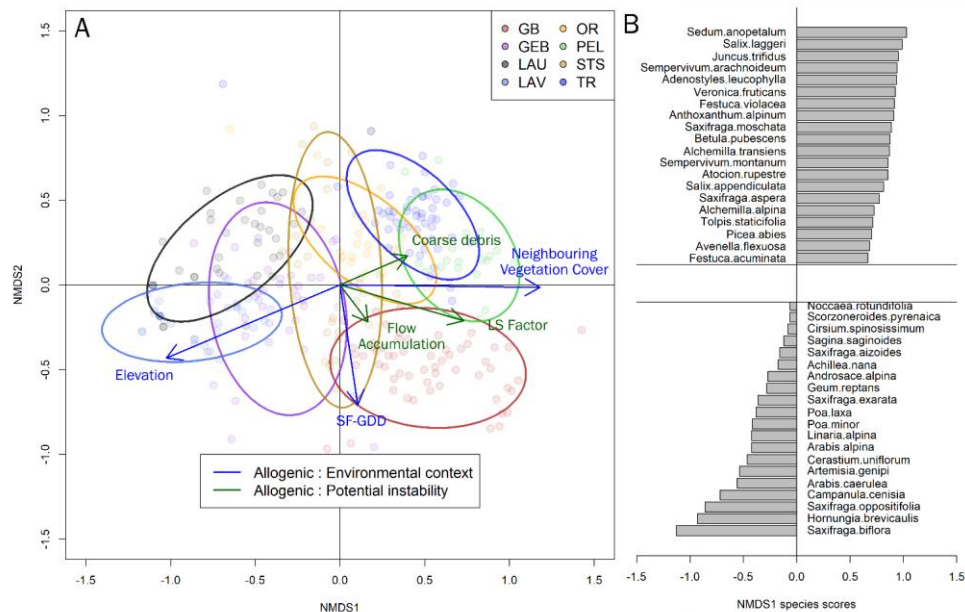 A
GB
GEB
LAU
LAV
OR
PEL
STS
TR
1.5
1.0
0.5
0.0
-0.5
-1.0
-1.5
NMDS2
Coarse debris
Neighbouring
Vegetation Cover
LS Factor
Flow
Accumulation
Elevation
SF-GDD
Allogenic : Environmental context
Allogenic : Potential instability
-1.5 -1.0 -0.5 0.0 0.5 1.0 1.5
NMDS1
B
Sedum.anopetalum
Salix.laggeri
Juncus.trifidus
Sempervivum.arachnoideum
Adenostyles.leucophylla
Veronica.fruticans
Festuca.violacea
Anthoxanthum.alpinum
Saxifraga.moschata
Betula.pubescens
Alchemilla.transiens
Sempervivum.montanum
Atocion.rupestre
Salix.appendiculata
Saxifraga.aspera
Alchemilla.alpina
Tolpis.staticifolia
Picea.abies
Avenella.flexuosa
Festuca.acuminata
Noccaea.rotundifolia
Scorzoneroides.pyrenaica
Cirsium.spinosissimum
Sagina.saginoides
Saxifraga.aizoides
Achillea.nana
Androsace.alpina
Geum.reptans
Saxifraga.exarata
Poa.laxa
Poa.minor
Linaria.alpina
Arabis.alpina
Cerastium.uniflorum
Artemisia.genipi
Arabis.caerulea
Campanula.cenisia
Saxifraga.oppositifolia
Hornungia.brevicaulis
Saxifraga.biflora
-1.5 -1.0 -0.5 0.0 0.5 1.0 1.5
NMDS1 species scores